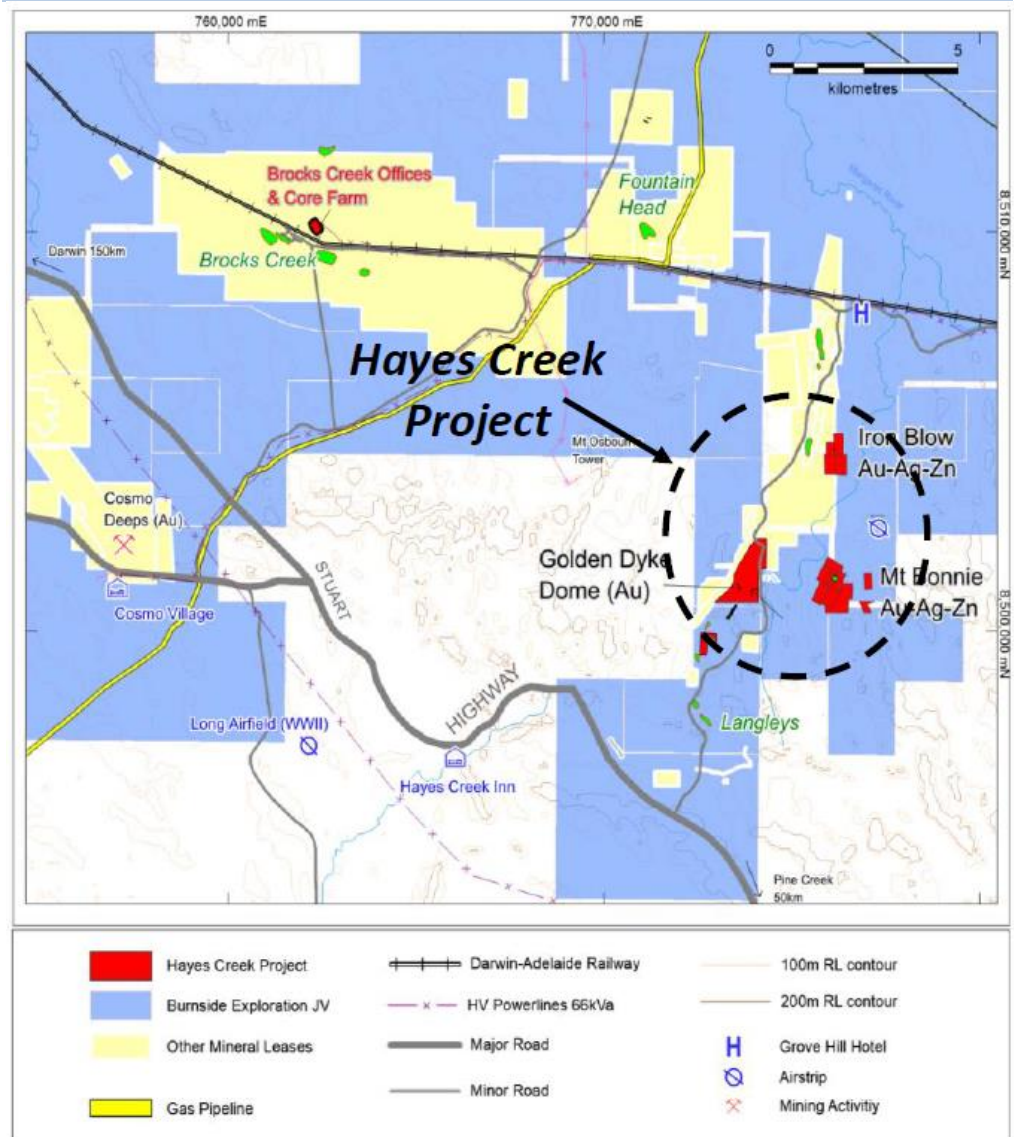 760,000 mE
770,000 mE
0 5
kilometres
Brocks Creek Offices
& Core Farm
Fountain
Head
8,510,000 mN
Darwin 150km
Brocks Creek
H
Hayes Creek
Project
Mt Osbourne
Tower
Iron Blow
Au-Ag-Zn
Cosmo
Deeps (Au)
Golden Dyke
Dome (Au)
Mt Bonnie
Au-Ag-Zn
STUART
Cosmo Village
8,500,000 mN
HIGHWAY
Long Airfield (WWII)
Langleys
Hayes Creek Inn
Pine Creek
50km
Hayes Creek Project
Burnside Exploration JV
Other Mineral Leases
Gas Pipeline
Darwin-Adelaide Railway
HV Powerlines 66kVa
Major Road
Minor Road
100m RL contour
200m RL contour
H Grove Hill Hotel
Airstrip
Mining Activitiy